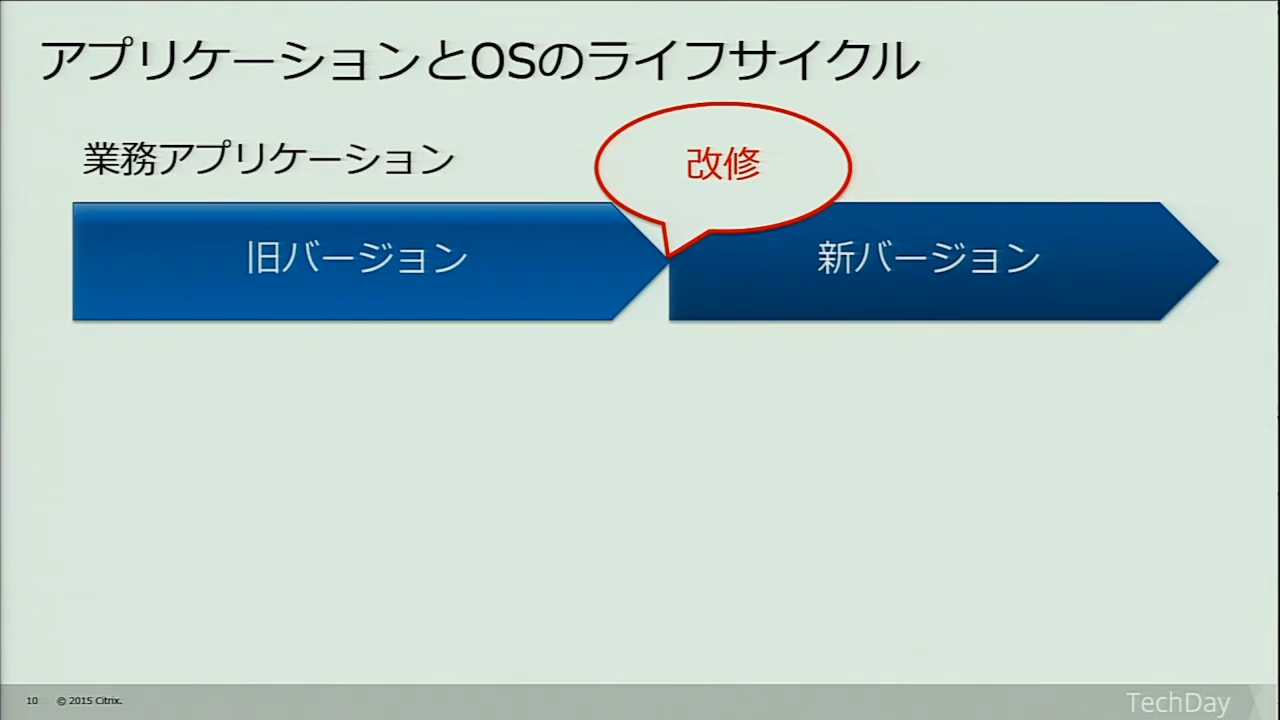 アプリケーションとOSのライフサイクル
業務アプリケーション
改修
旧バージョン
新バージョン
10 © 2015 Citrix.
TechDay